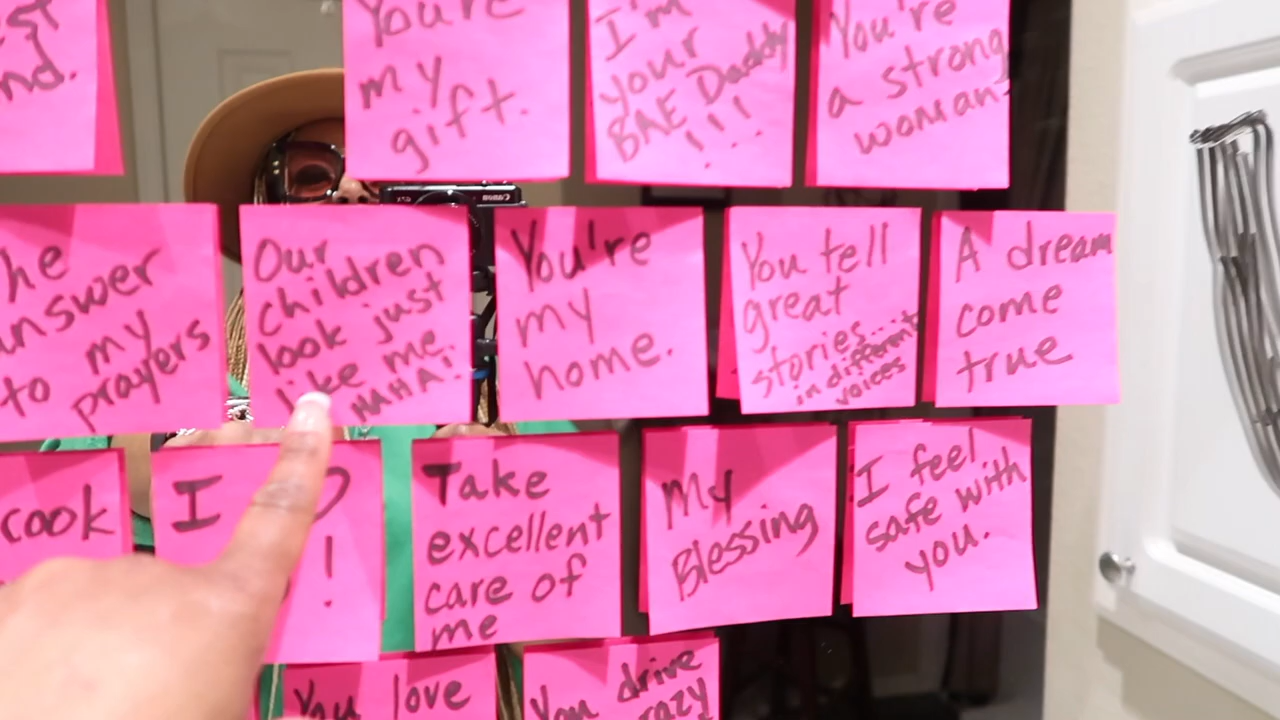 You're
my
gift.
I'm
your
BAE Daddy
!!!
You're
a strong
woman.
answer
to my
prayers
Our
children
look just
like me
HAHA!
You're
my
home.
You tell
great
stories....
in different
voices
A dream
come
true
cook
I
!
Take
excellent
care of
me
My
Blessing
I feel
safe with
you.
You love
You drive
Canon